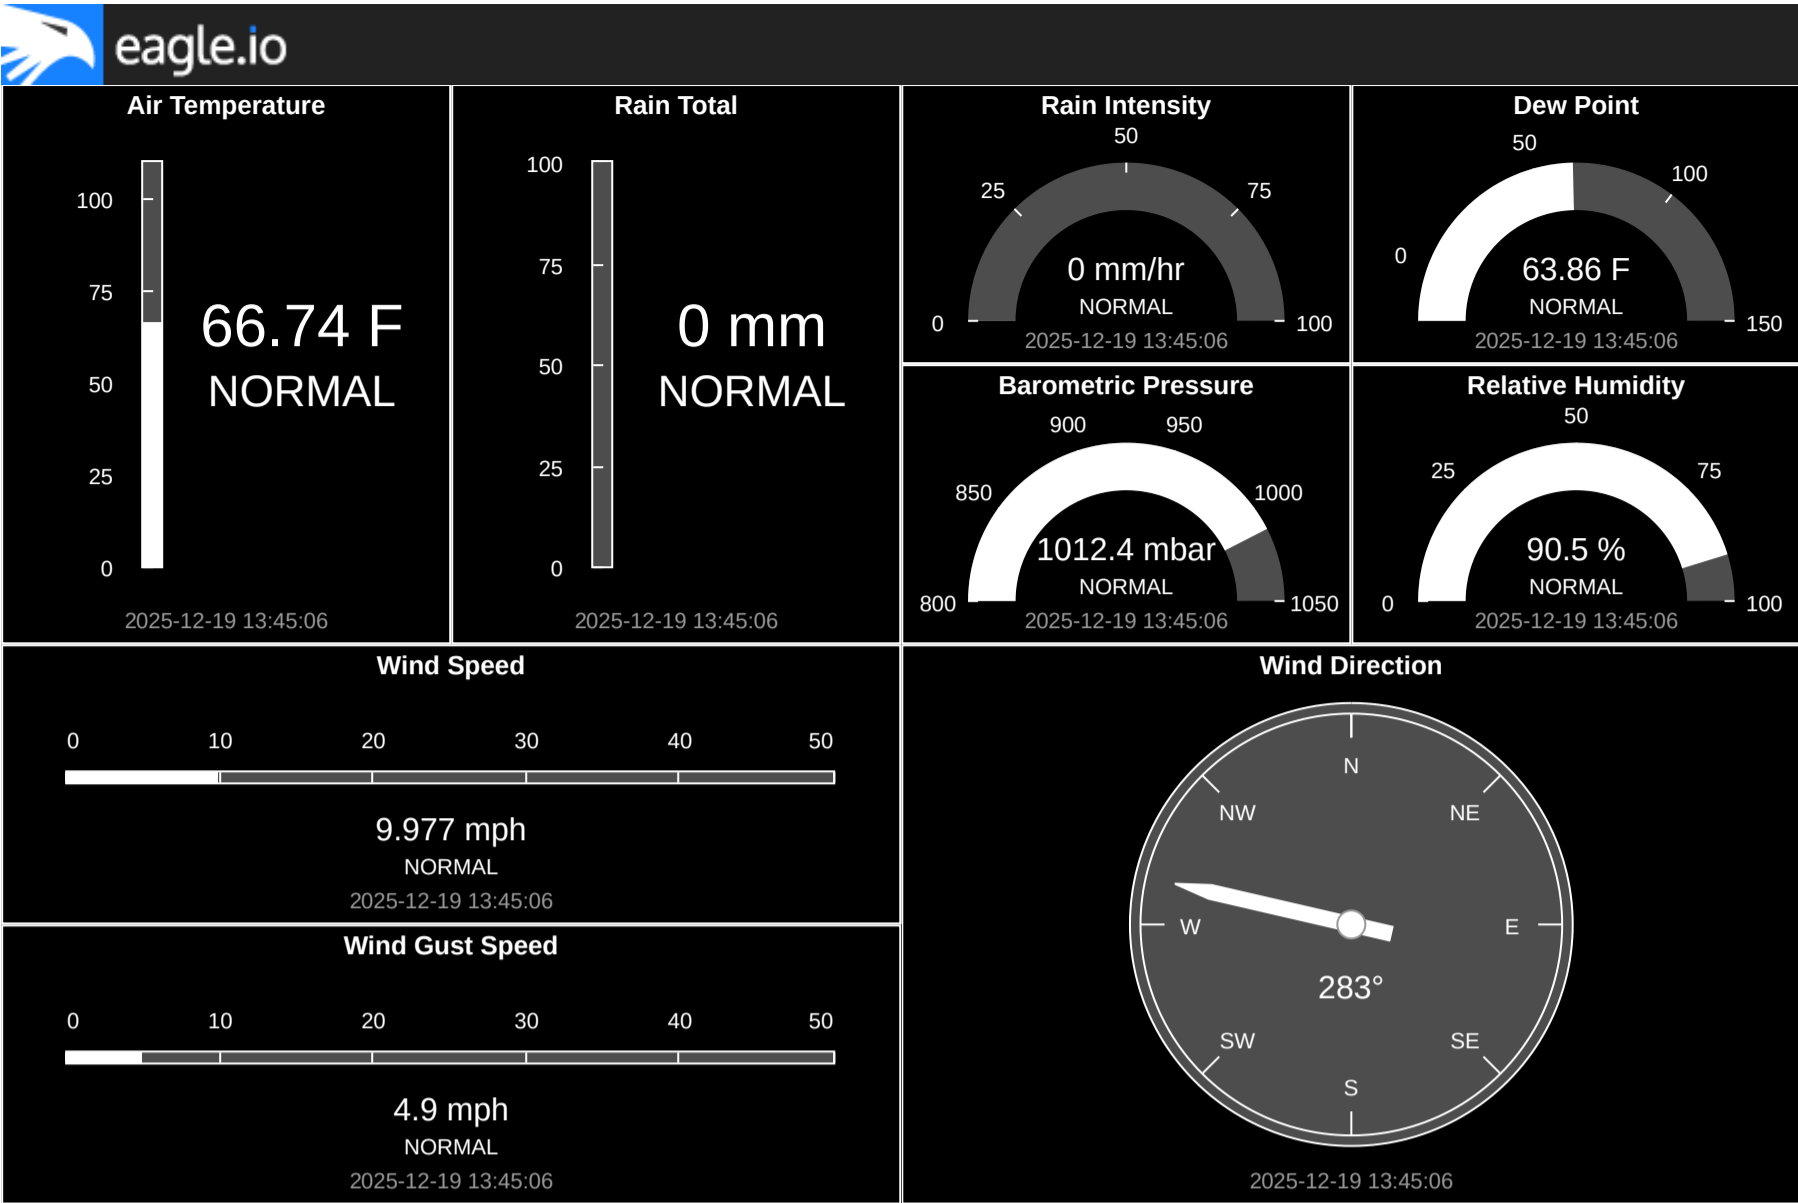 eagle.io
Air Temperature
100
75
50
25
0
66.74 F
NORMAL
2025-12-19 13:45:06
Rain Total
100
75
50
25
0
0 mm
NORMAL
2025-12-19 13:45:06
Rain Intensity
0
25
50
75
100
0 mm/hr
NORMAL
2025-12-19 13:45:06
Dew Point
0
50
100
150
63.86 F
NORMAL
2025-12-19 13:45:06
Barometric Pressure
800
850
900
950
1000
1050
1012.4 mbar
NORMAL
2025-12-19 13:45:06
Relative Humidity
0
25
50
75
100
90.5 %
NORMAL
2025-12-19 13:45:06
Wind Speed
0 10 20 30 40 50
9.977 mph
NORMAL
2025-12-19 13:45:06
Wind Gust Speed
0 10 20 30 40 50
4.9 mph
NORMAL
2025-12-19 13:45:06
Wind Direction
N
NW NE
W E
283°
SW SE
S
2025-12-19 13:45:06